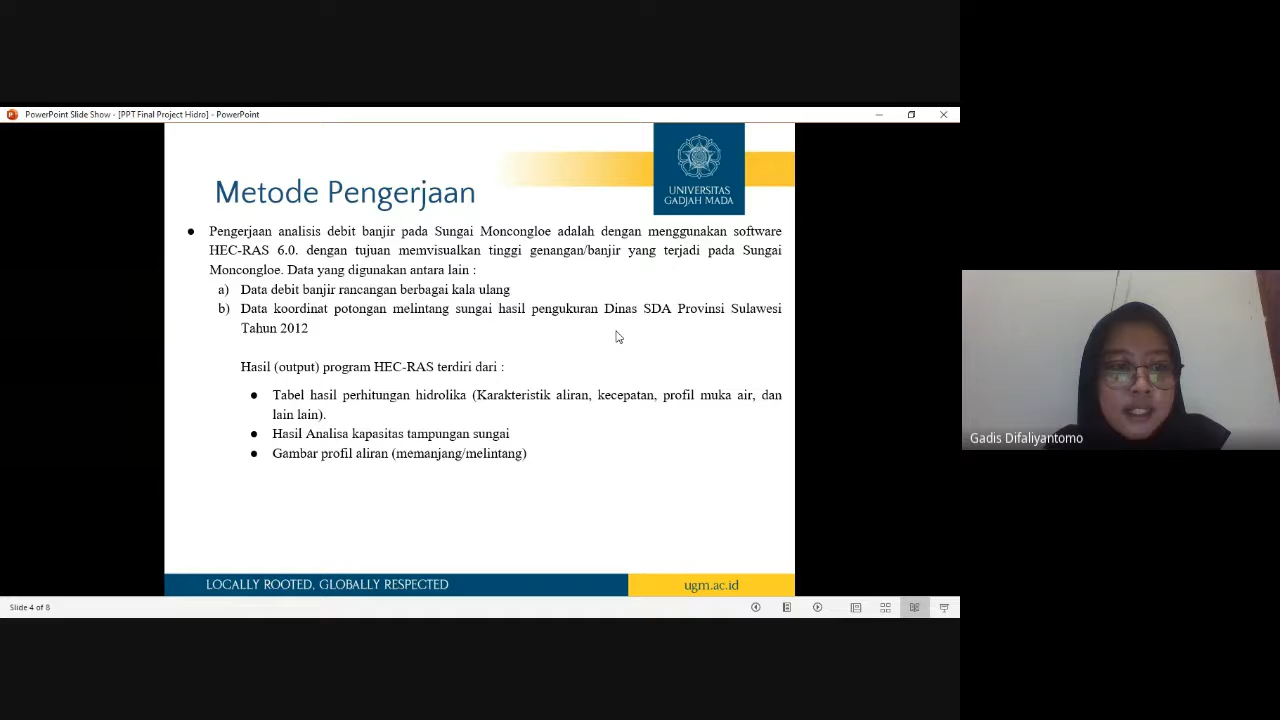 PowerPoint Slide Show - [PPT Final Project Hidro] - PowerPoint
UNIVERSITAS
GADJAH MADA
Metode Pengerjaan
● Pengerjaan analisis debit banjir pada Sungai Moncongloe adalah dengan menggunakan software
HEC-RAS 6.0. dengan tujuan memvisualkan tinggi genangan/banjir yang terjadi pada Sungai
Moncongloe. Data yang digunakan antara lain :
a) Data debit banjir rancangan berbagai kala ulang
b) Data koordinat potongan melintang sungai hasil pengukuran Dinas SDA Provinsi Sulawesi
Tahun 2012
Hasil (output) program HEC-RAS terdiri dari :
● Tabel hasil perhitungan hidrolika (Karakteristik aliran, kecepatan, profil muka air, dan
lain lain).
● Hasil Analisa kapasitas tampungan sungai
● Gambar profil aliran (memanjang/melintang)
LOCALLY ROOTED, GLOBALLY RESPECTED
ugm.ac.id
Slide 4 of 8
Gadis Difaliyantomo